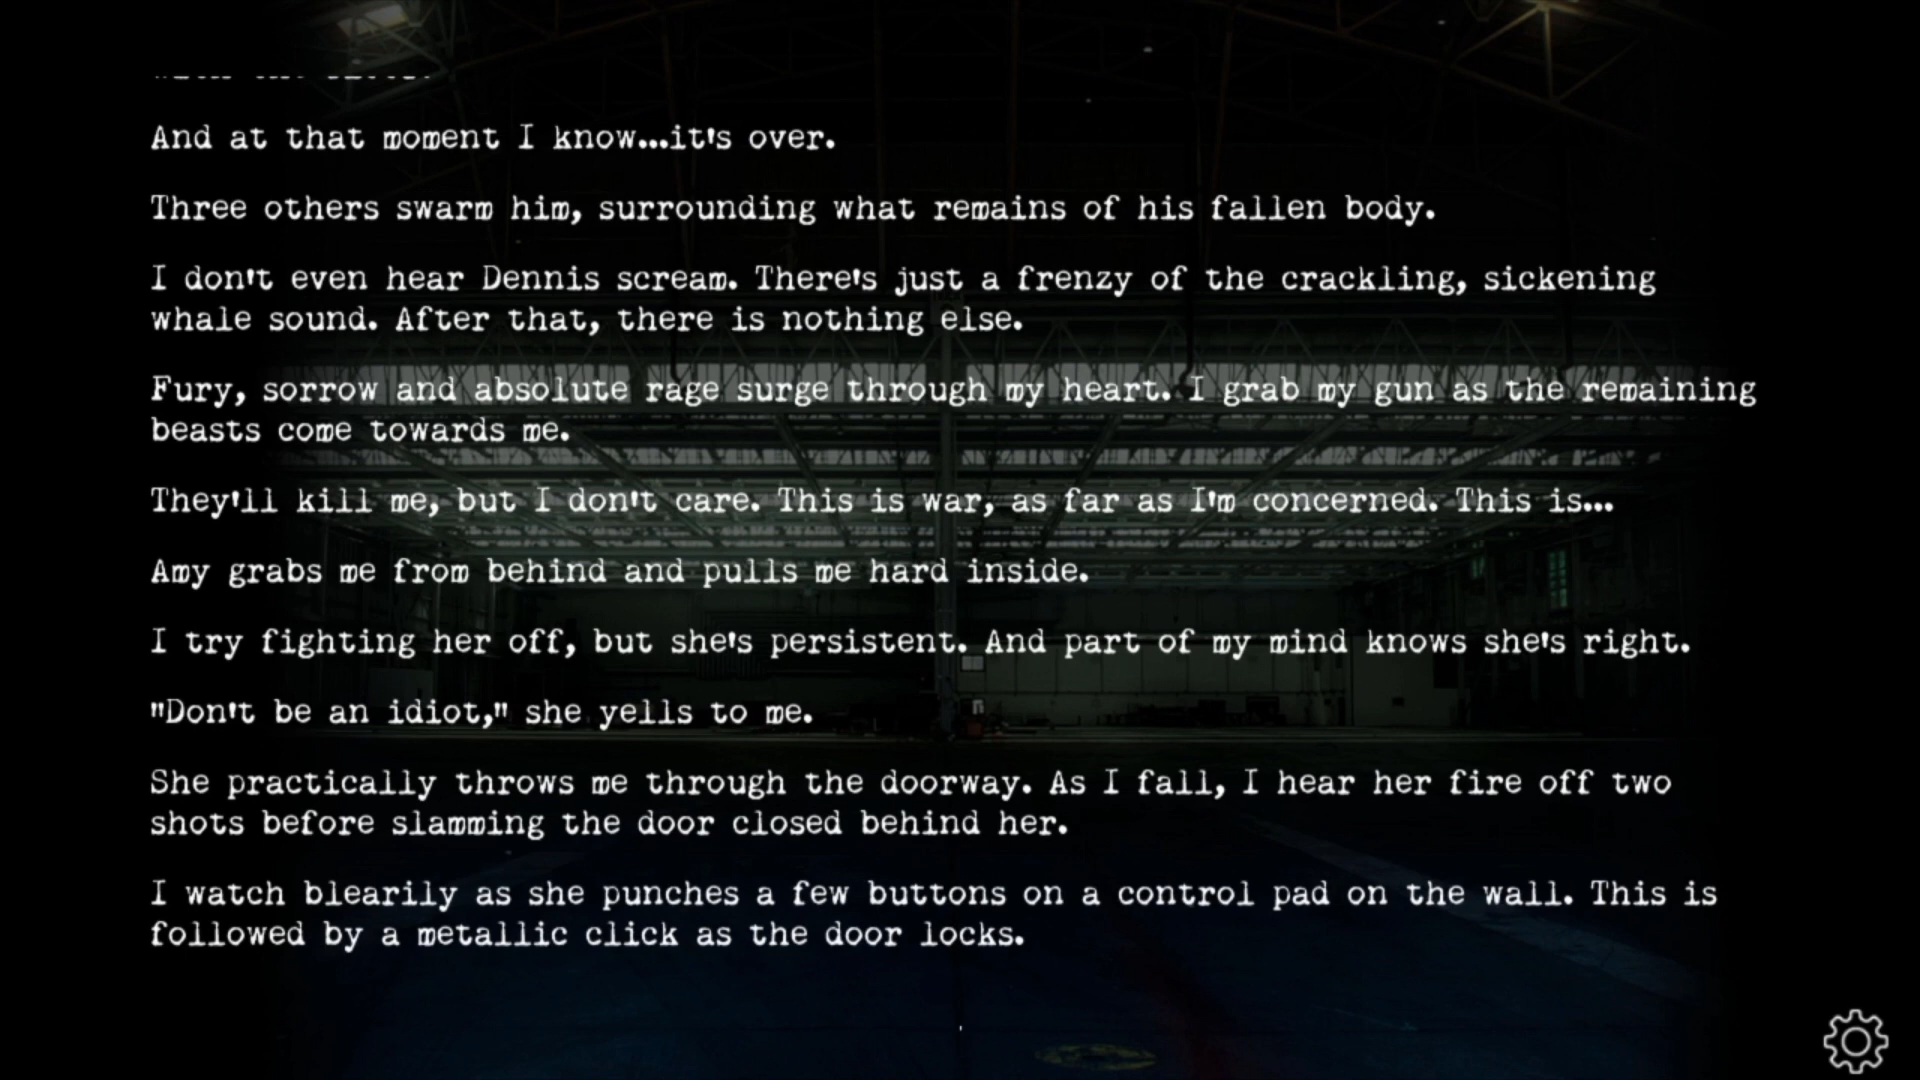 And at that moment I know...it's over.
Three others swarm him, surrounding what remains of his fallen body.
I don't even hear Dennis scream. There's just a frenzy of the crackling, sickening
whale sound. After that, there is nothing else.
Fury, sorrow and absolute rage surge through my heart. I grab my gun as the remaining
beasts come towards me.
They'll kill me, but I don't care. This is war, as far as I'm concerned. This is...
Amy grabs me from behind and pulls me hard inside.
I try fighting her off, but she's persistent. And part of my mind knows she's right.
"Don't be an idiot," she yells to me.
She practically throws me through the doorway. As I fall, I hear her fire off two
shots before slamming the door closed behind her.
I watch blearily as she punches a few buttons on a control pad on the wall. This is
followed by a metallic click as the door locks.